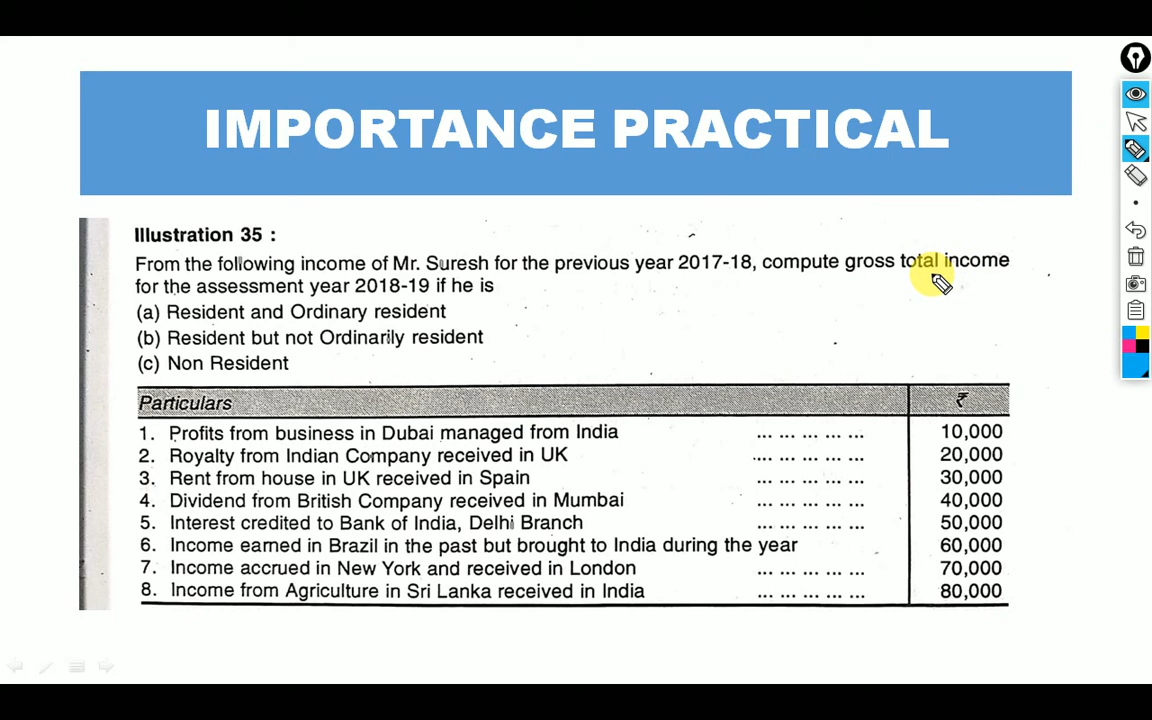 IMPORTANCE PRACTICAL
Illustration 35 :
From the following income of Mr. Suresh for the previous year 2017-18, compute gross total income
for the assessment year 2018-19 if he is
(a) Resident and Ordinary resident
(b) Resident but not Ordinarily resident
(c) Non Resident
Particulars ₹
1. Profits from business in Dubai managed from India ... ... ... ... ... 10,000
2. Royalty from Indian Company received in UK .... ... ... ... ... 20,000
3. Rent from house in UK received in Spain ... ... ... ... ... 30,000
4. Dividend from British Company received in Mumbai ... ... ... ... ... 40,000
5. Interest credited to Bank of India, Delhi Branch ... ... ... ... ... 50,000
6. Income earned in Brazil in the past but brought to India during the year 60,000
7. Income accrued in New York and received in London ... ... ... ... ... 70,000
8. Income from Agriculture in Sri Lanka received in India ... ... ... ... ... 80,000